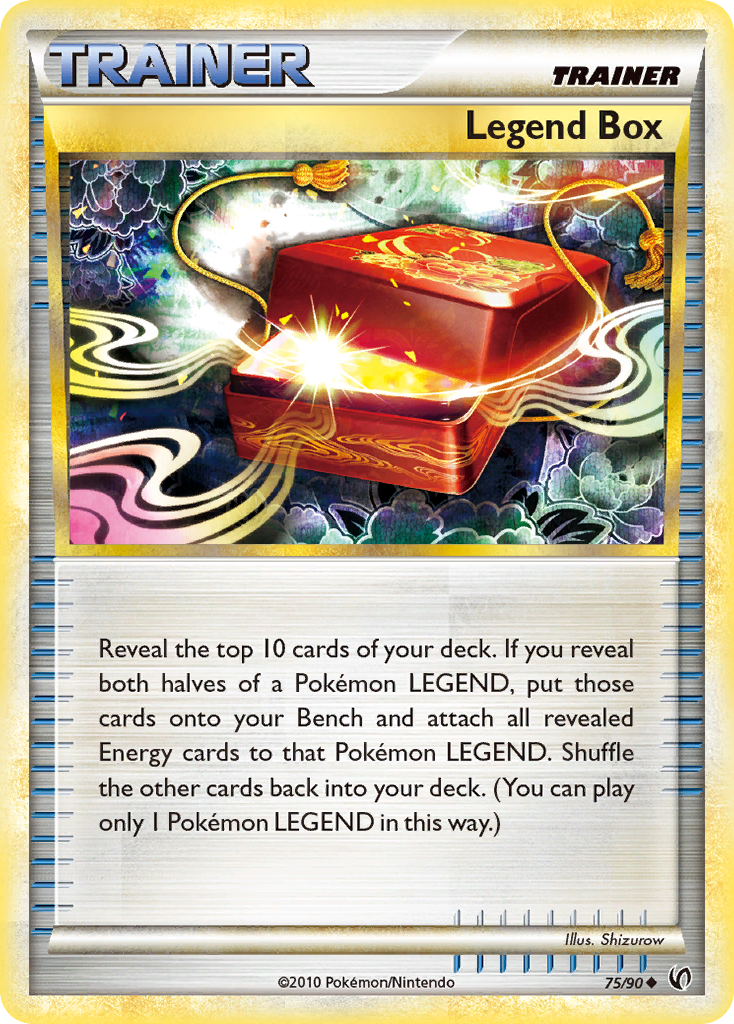 TRAINER
TRAINER
Legend Box
Reveal the top 10 cards of your deck. If you reveal
both halves of a Pokémon LEGEND, put those
cards onto your Bench and attach all revealed
Energy cards to that Pokémon LEGEND. Shuffle
the other cards back into your deck. (You can play
only 1 Pokémon LEGEND in this way.)
Illus. Shizurow
©2010 Pokémon/Nintendo
75/90